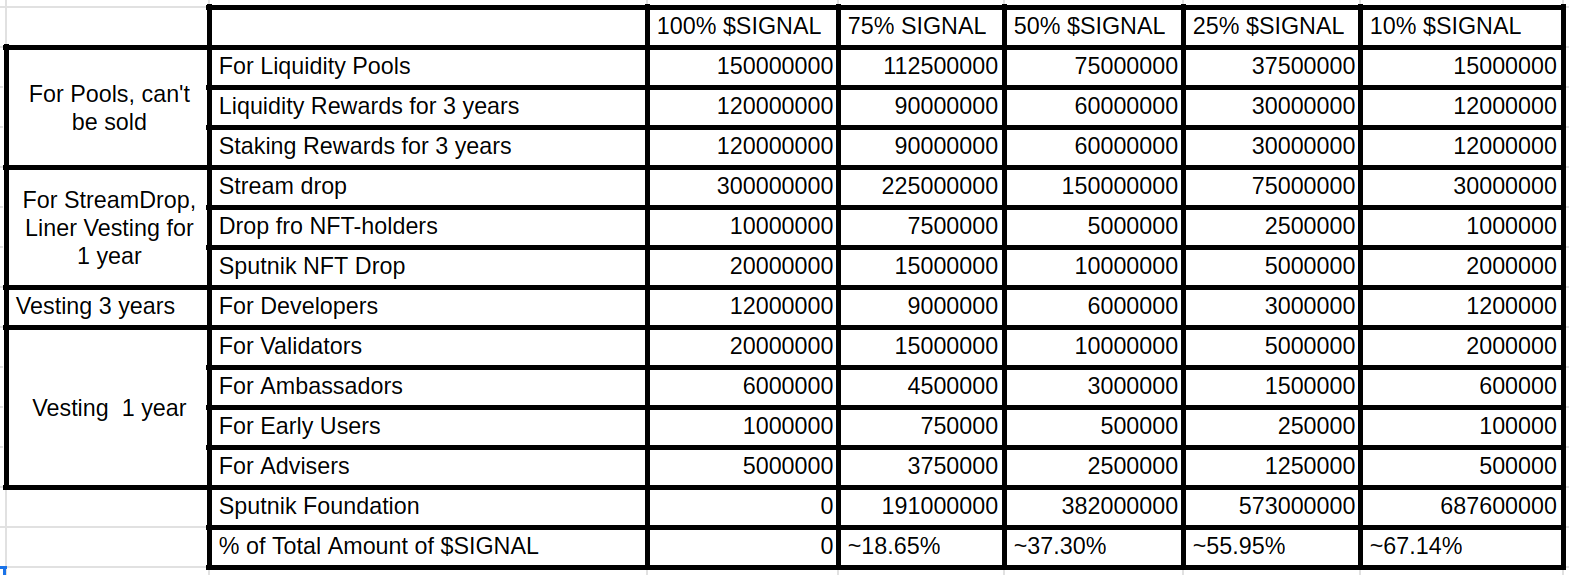 100% $SIGNAL 75% SIGNAL 50% $SIGNAL 25% $SIGNAL 10% $SIGNAL
For Pools, can't
be sold
For Liquidity Pools 150000000 112500000 75000000 37500000 15000000
Liquidity Rewards for 3 years 120000000 90000000 60000000 30000000 12000000
Staking Rewards for 3 years 120000000 90000000 60000000 30000000 12000000
For StreamDrop,
Liner Vesting for
1 year
Stream drop 300000000 225000000 150000000 75000000 30000000
Drop fro NFT-holders 10000000 7500000 5000000 2500000 1000000
Sputnik NFT Drop 20000000 15000000 10000000 5000000 2000000
Vesting 3 years For Developers 12000000 9000000 6000000 3000000 1200000
Vesting  1 year
For Validators 20000000 15000000 10000000 5000000 2000000
For Ambassadors 6000000 4500000 3000000 1500000 600000
For Early Users 1000000 750000 500000 250000 100000
For Advisers 5000000 3750000 2500000 1250000 500000
Sputnik Foundation 0 191000000 382000000 573000000 687600000
% of Total Amount of $SIGNAL 0 ~18.65% ~37.30% ~55.95% ~67.14%